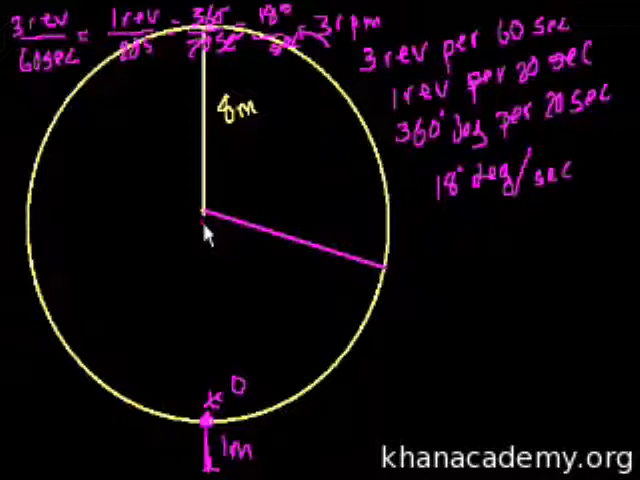 3 rev / 60 sec = 1 rev / 20 s = 360° / 20 sec = 18° / sec = 3 rpm
3 rev per 60 sec
1 rev per 20 sec
360° deg per 20 sec
18° deg/sec
8m
0
1m
khanacademy.org